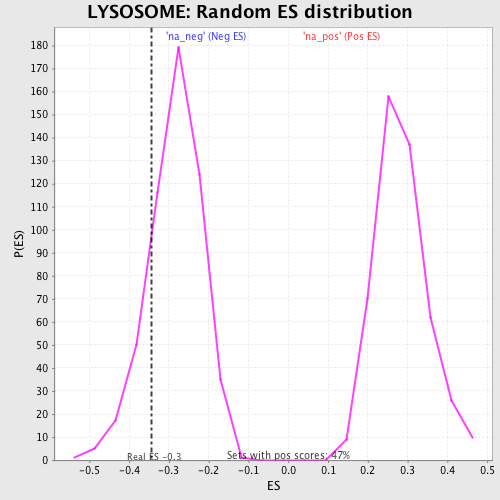 LYSOSOME: Random ES distribution
'na_neg' (Neg ES)
'na_pos' (Pos ES)
180
170
160
150
140
130
120
110
100
90
80
70
60
50
40
30
20
10
0
P(ES)
Real ES -0.3
Sets with pos scores: 47%
-0.5 -0.4 -0.3 -0.2 -0.1 0.0 0.1 0.2 0.3 0.4 0.5
ES